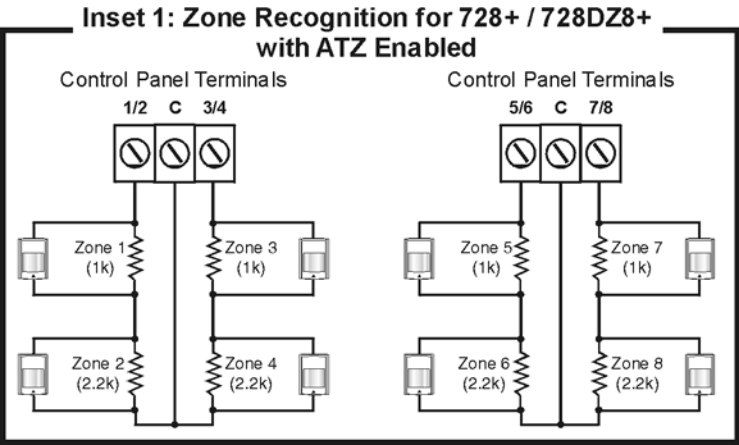 Inset 1: Zone Recognition for 728+ / 728DZ8+
with ATZ Enabled
Control Panel Terminals
1/2 C 3/4
Zone 1
(1k)
Zone 3
(1k)
Zone 2
(2.2k)
Zone 4
(2.2k)
Control Panel Terminals
5/6 C 7/8
Zone 5
(1k)
Zone 7
(1k)
Zone 6
(2.2k)
Zone 8
(2.2k)